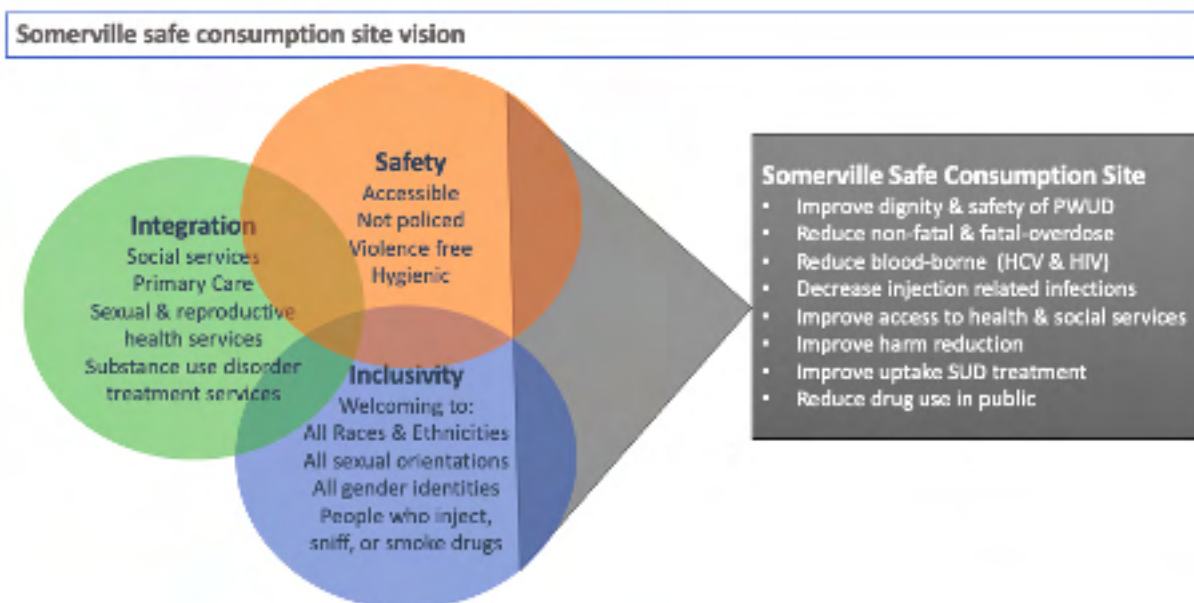 Somerville safe consumption site vision
Safety
Accessible
Not policed
Violence free
Hygienic
Integration
Social services
Primary Care
Sexual & reproductive
health services
Substance use disorder
treatment services
Inclusivity
Welcoming to:
All Races & Ethnicities
All sexual orientations
All gender identities
People who inject,
sniff, or smoke drugs
Somerville Safe Consumption Site
• Improve dignity & safety of PWUD
• Reduce non-fatal & fatal-overdose
• Reduce blood-borne (HCV & HIV)
• Decrease injection related infections
• Improve access to health & social services
• Improve harm reduction
• Improve uptake SUD treatment
• Reduce drug use in public